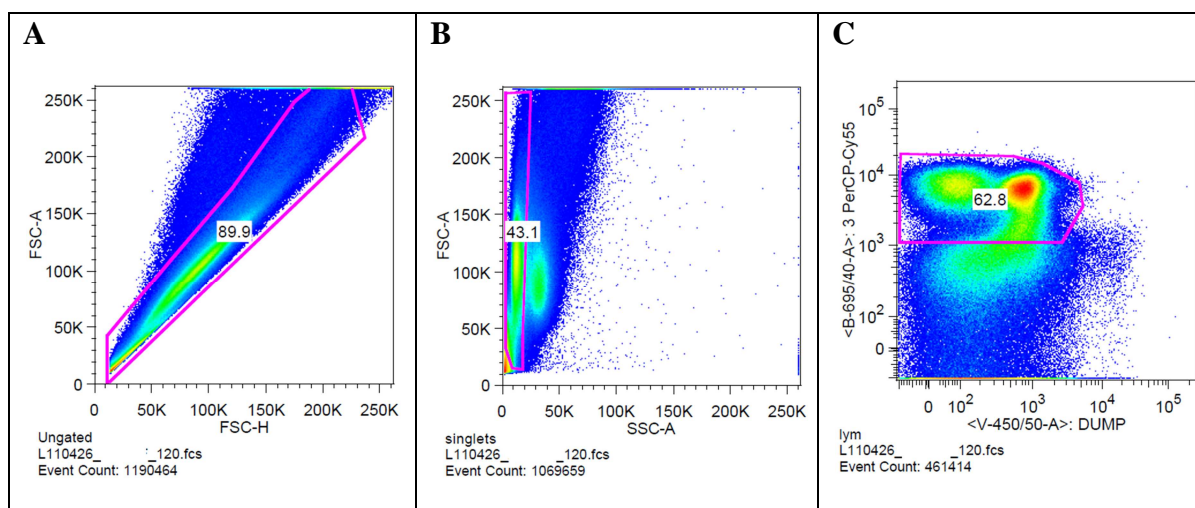 A
250K
200K
150K
100K
50K
0
FSC-A
89.9
0 50K 100K 150K 200K 250K
FSC-H
Ungated
L110426_ _120.fcs
Event Count: 1190464
B
250K
200K
150K
100K
50K
0
FSC-A
43.1
0 50K 100K 150K 200K 250K
SSC-A
singlets
L110426_ _120.fcs
Event Count: 1069659
C
10^5
10^4
10^3
10^2
0
<B-695/40-A>: 3 PerCP-Cy55
62.8
0 10^2 10^3 10^4 10^5
<V-450/50-A>: DUMP
lym
L110426_ _120.fcs
Event Count: 461414